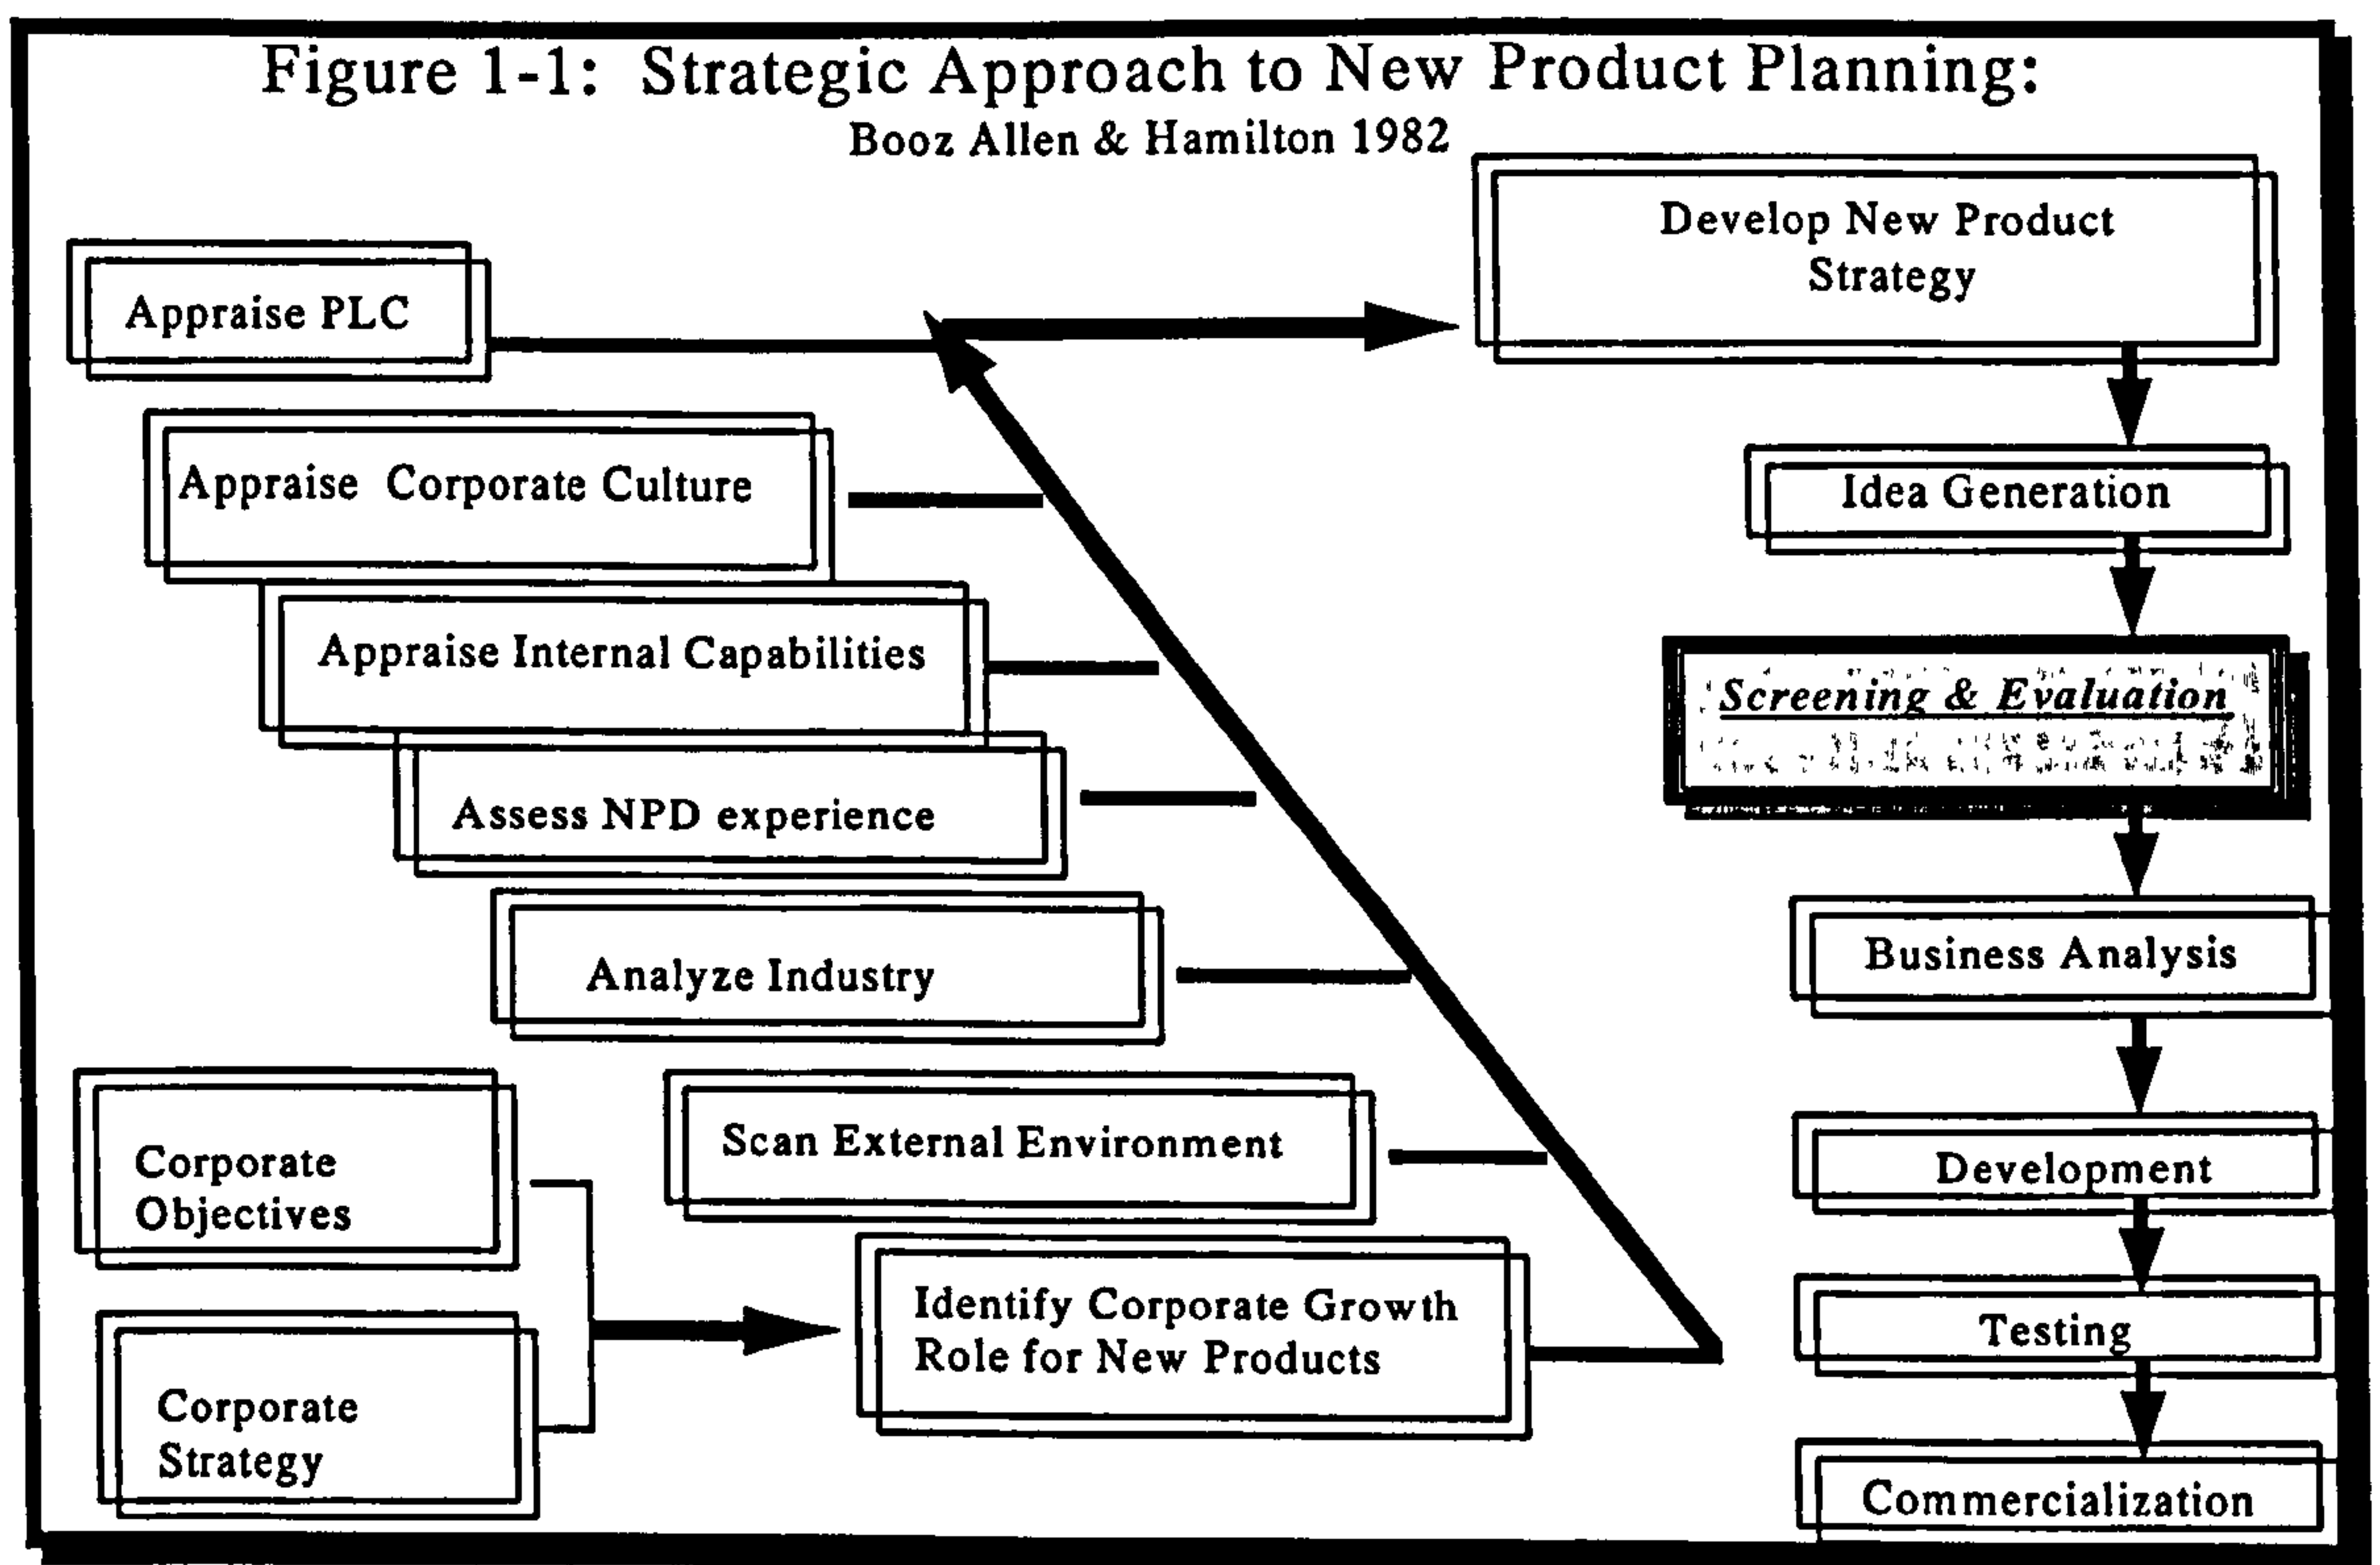 Figure 1-1: Strategic Approach to New Product Planning:
Booz Allen & Hamilton 1982
Develop New Product
Strategy
Appraise PLC
Appraise Corporate Culture
Idea Generation
Appraise Internal Capabilities
Screening & Evaluation
Assess NPD experience
Business Analysis
Analyze Industry
Scan External Environment
Corporate
Objectives
Development
Identify Corporate Growth
Role for New Products
Testing
Corporate
Strategy
Commercialization